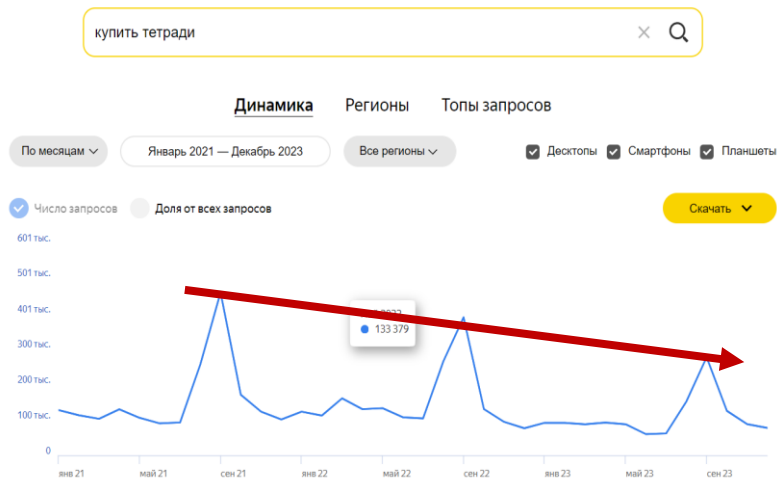 купить тетради
Динамика Регионы Топы запросов
По месяцам Январь 2021 — Декабрь 2023 Все регионы Десктопы Смартфоны Планшеты
Число запросов Доля от всех запросов Скачать
601 тыс.
501 тыс.
401 тыс.
300 тыс.
133 379
200 тыс.
100 тыс.
0
янв 21 май 21 сен 21 янв 22 май 22 сен 22 янв 23 май 23 сен 23